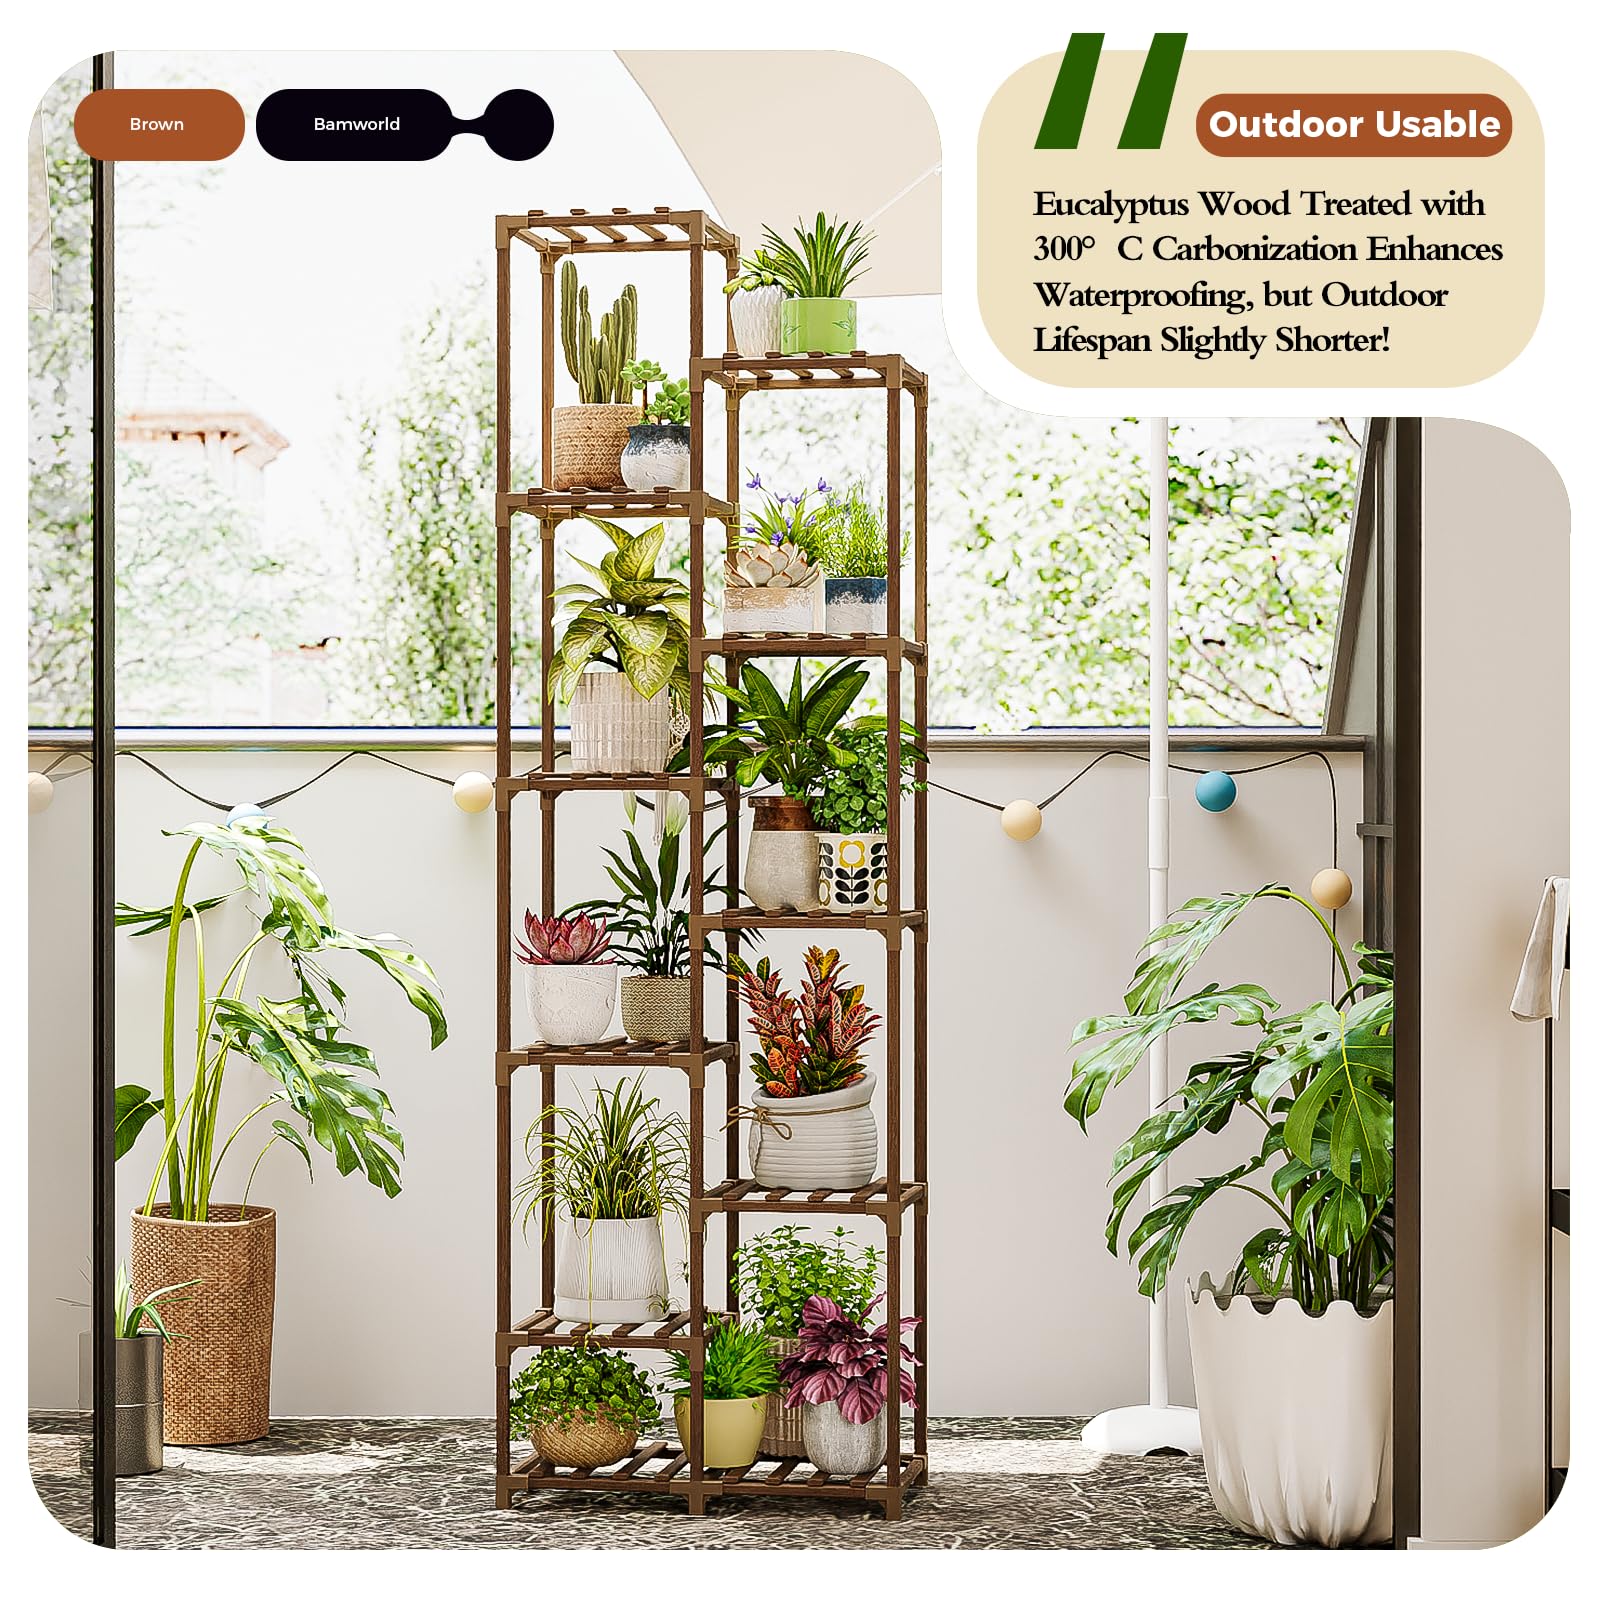 Brown
Bamworld
Outdoor Usable
Eucalyptus Wood Treated with
300°  C Carbonization Enhances
Waterproofing, but Outdoor
Lifespan Slightly Shorter!